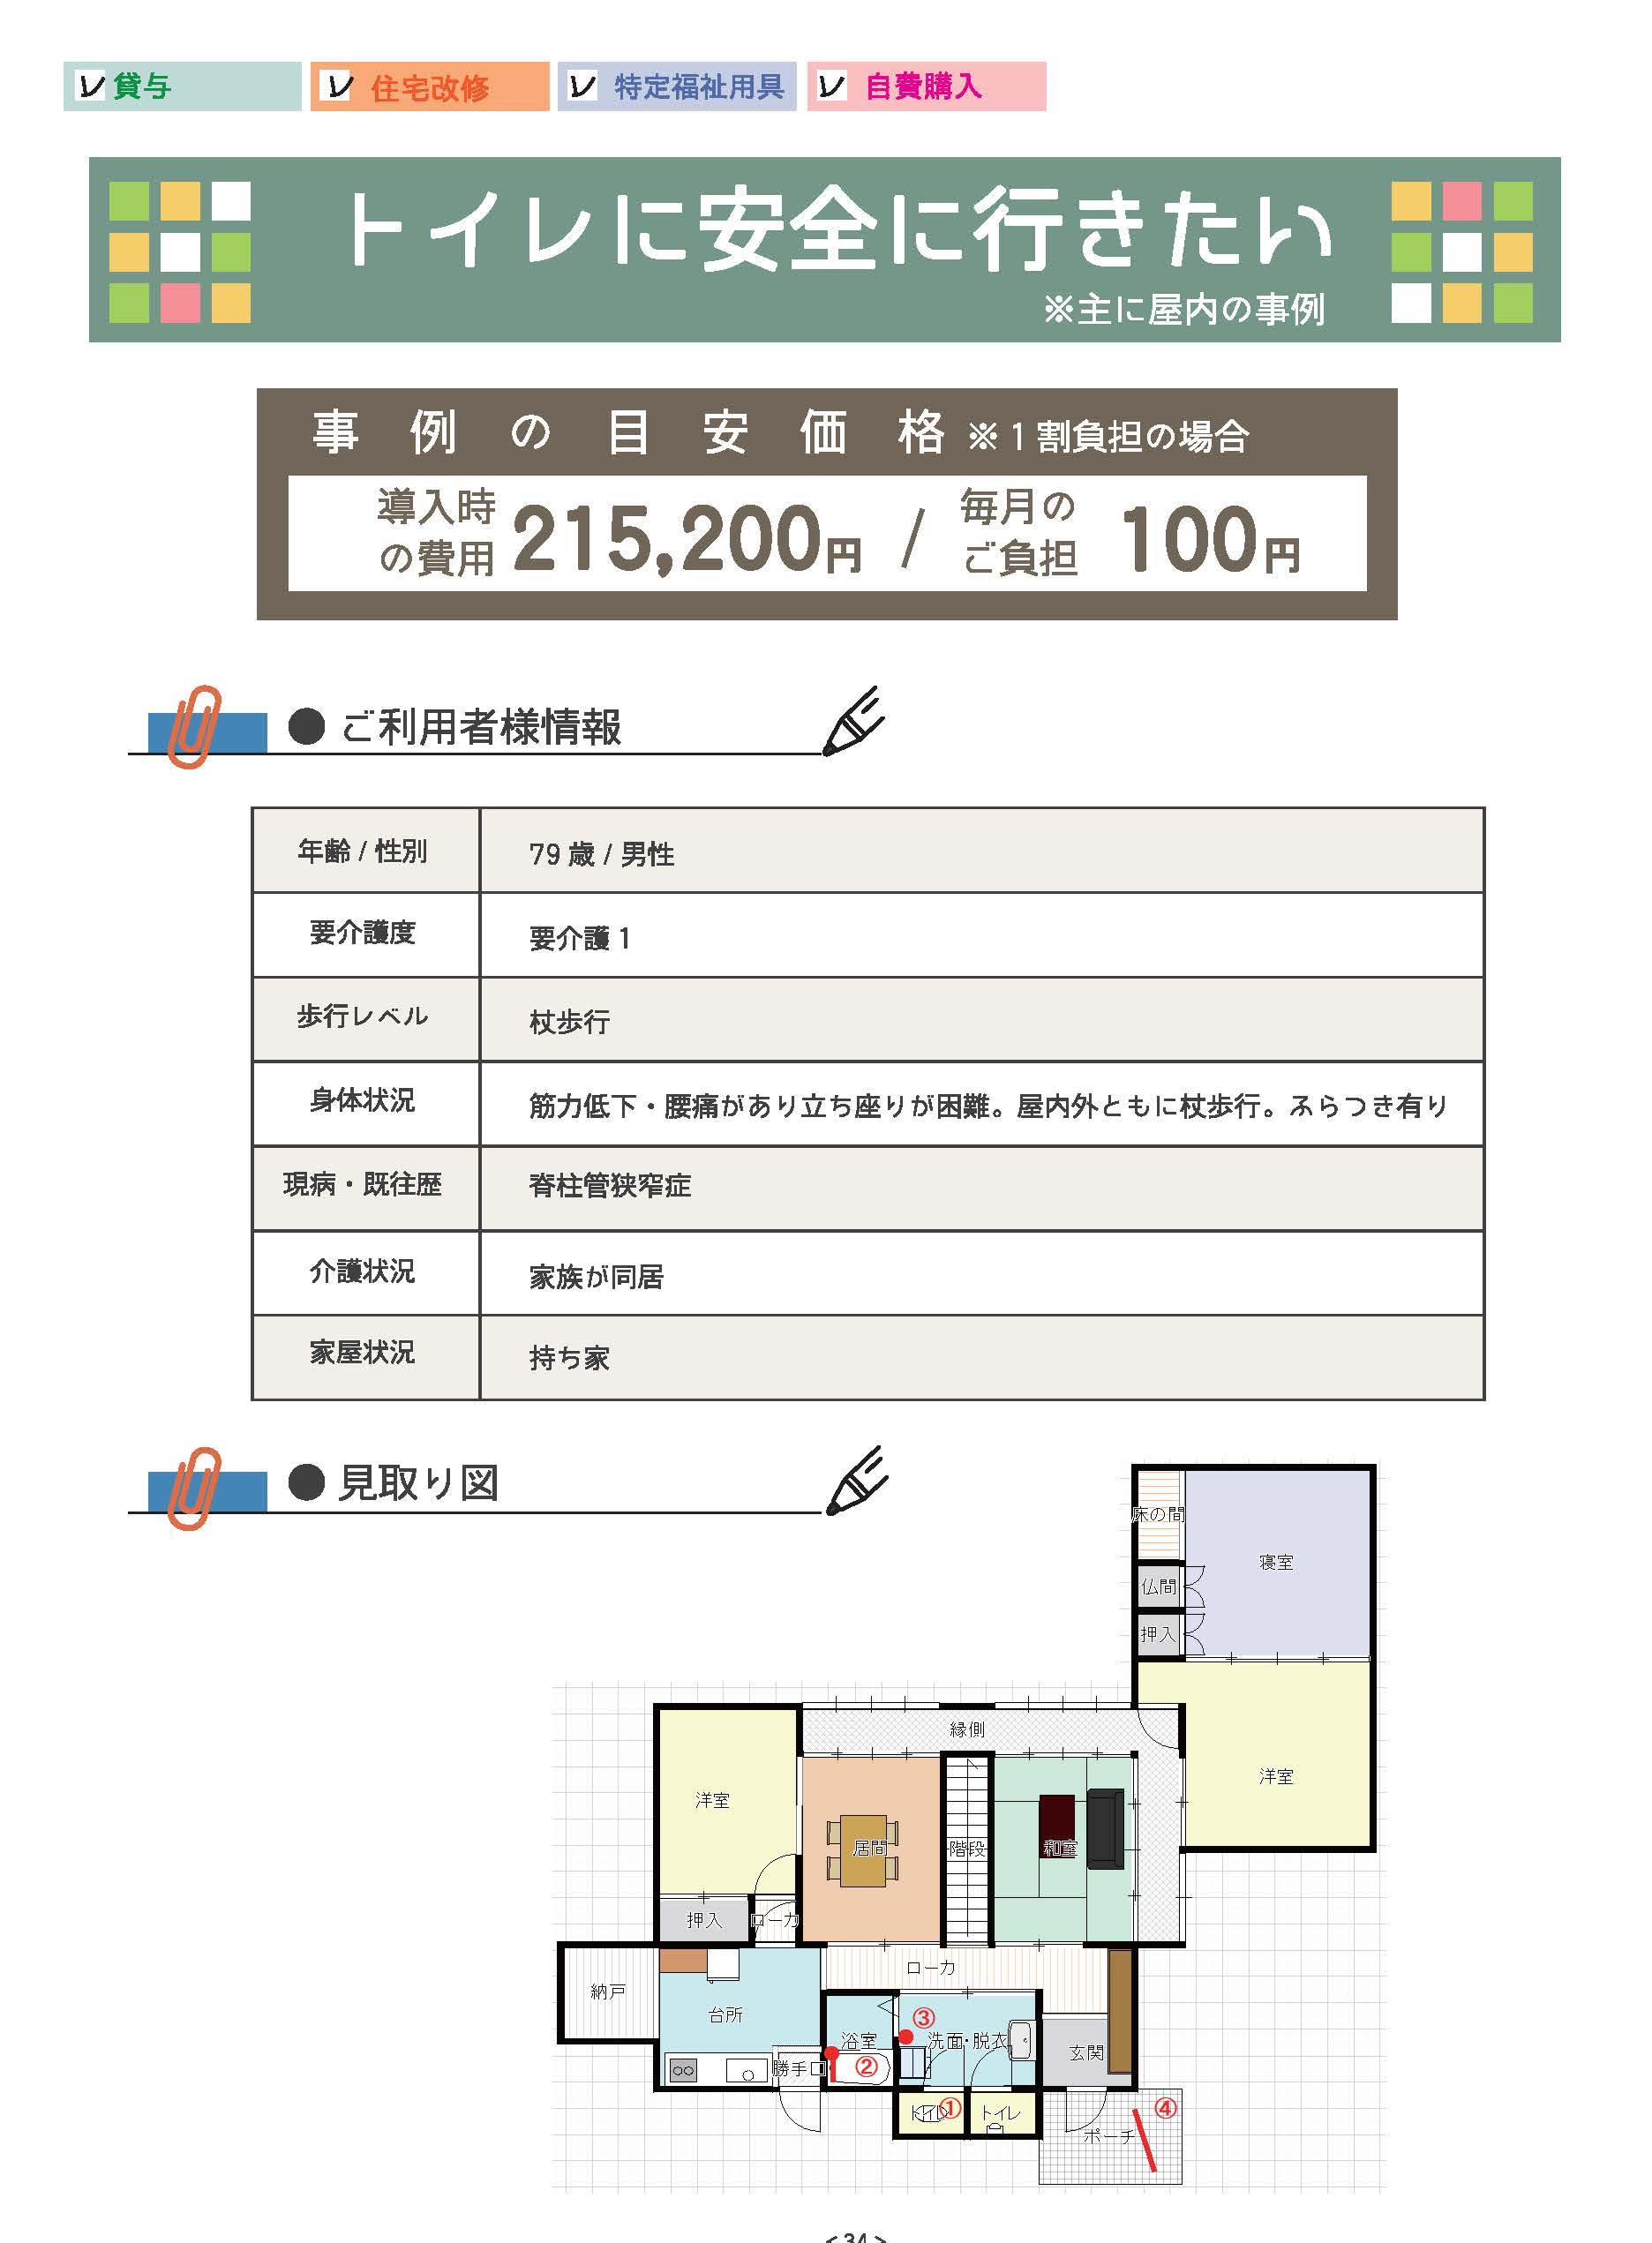 貸与
住宅改修
特定福祉用具
自費購入
トイレに安全に行きたい
※主に屋内の事例
事例の目安価格 ※1割負担の場合
導入時の費用 215,200円 / 毎月のご負担 100円
● ご利用者様情報
年齢 / 性別 79 歳 / 男性
要介護度 要介護 1
歩行レベル 杖歩行
身体状況 筋力低下・腰痛があり立ち座りが困難。屋内外ともに杖歩行。ふらつき有り
現病・既往歴 脊柱管狭窄症
介護状況 家族が同居
家屋状況 持ち家
● 見取り図
床の間
寝室
仏間
押入
縁側
洋室
洋室
居間
階段
和室
押入
ローカ
ローカ
納戸
台所
③
浴室
洗面・脱衣
玄関
勝手口
②
トイレ
①
トイレ
④
ポーチ
< 34 >